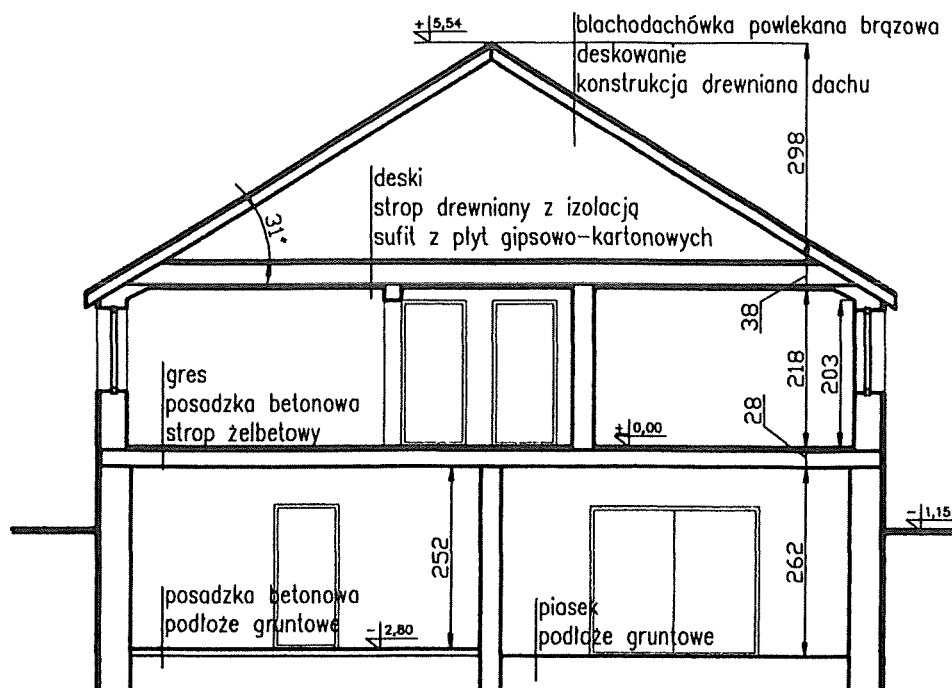 + 5,54
blachodachówka powlekana brązowa
deskowanie
konstrukcja drewniana dachu
298
deski
strop drewniany z izolacją
sufit z płyt gipsowo-kartonowych
31°
38
218
203
28
gres
posadzka betonowa
strop żelbetowy
± 0,00
- 1,15
252
262
posadzka betonowa
podłoże gruntowe
- 2,80
piasek
podłoże gruntowe